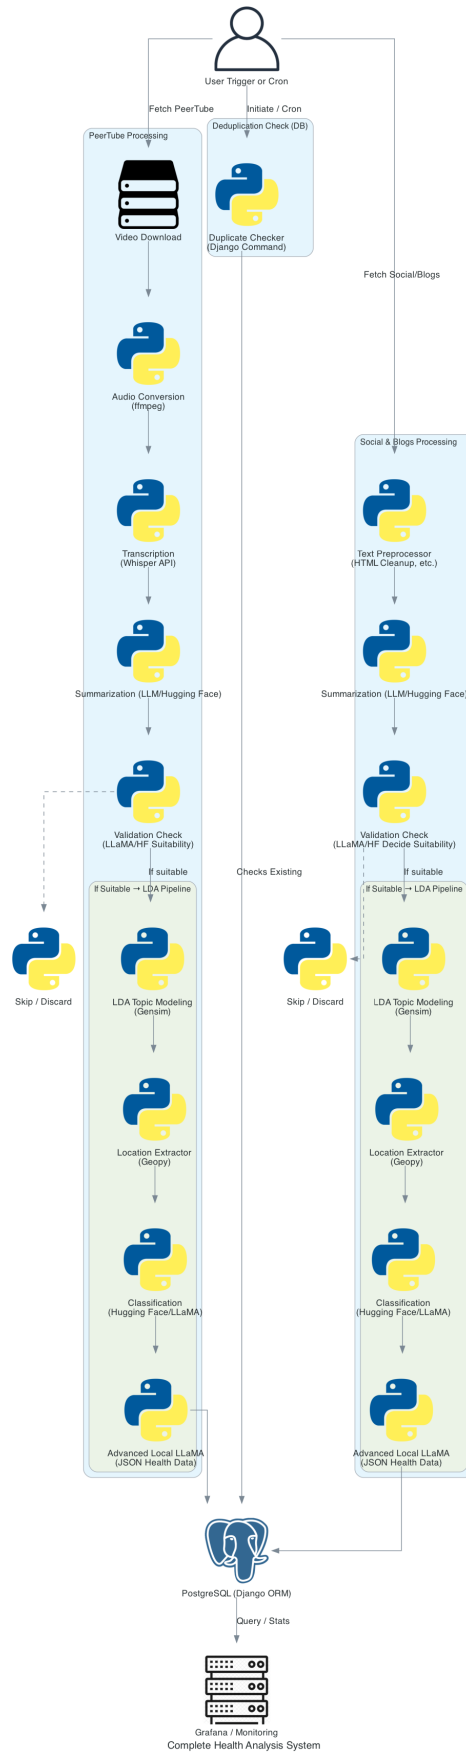 User Trigger or Cron
Fetch PeerTube
Initiate / Cron
PeerTube Processing
Deduplication Check (DB)
Video Download
Duplicate Checker
(Django Command)
Fetch Social/Blogs
Audio Conversion
(ffmpeg)
Social & Blogs Processing
Transcription
(Whisper API)
Text Preprocessor
(HTML Cleanup, etc.)
Summarization (LLM/Hugging Face)
Summarization (LLM/Hugging Face)
Validation Check
(LLaMA/HF Suitability)
Validation Check
(LLaMA/HF Decide Suitability)
If suitable
Checks Existing
If suitable
If Suitable → LDA Pipeline
If Suitable → LDA Pipeline
Skip / Discard
LDA Topic Modeling
(Gensim)
Skip / Discard
LDA Topic Modeling
(Gensim)
Location Extractor
(Geopy)
Location Extractor
(Geopy)
Classification
(Hugging Face/LLaMA)
Classification
(Hugging Face/LLaMA)
Advanced Local LLaMA
(JSON Health Data)
Advanced Local LLaMA
(JSON Health Data)
PostgreSQL (Django ORM)
Query / Stats
Grafana / Monitoring
Complete Health Analysis System